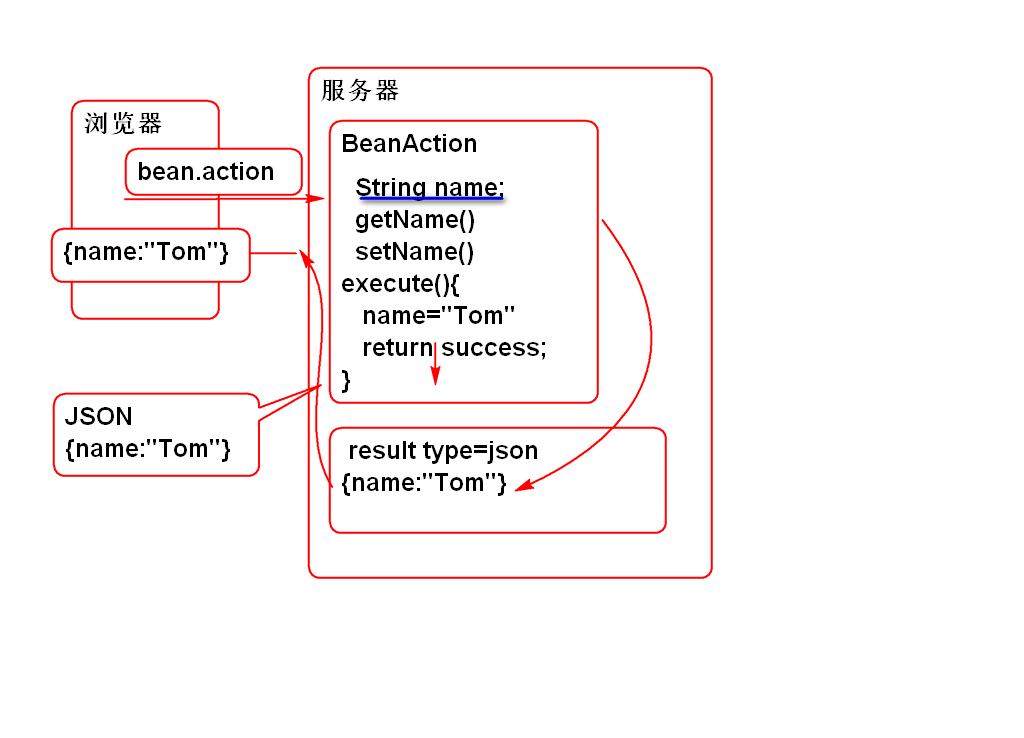 服务器
浏览器
bean.action
{name:"Tom"}
BeanAction
String name;
getName()
setName()
execute(){
name="Tom"
return success;
}
JSON
{name:"Tom"}
result type=json
{name:"Tom"}